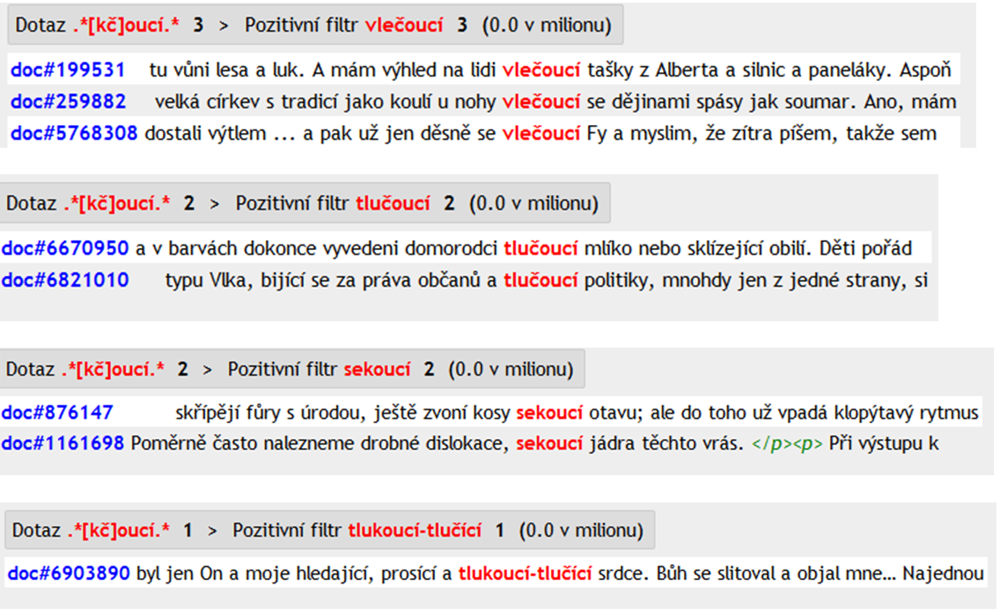 Dotaz .*[kč]oucí.* 3 > Pozitivní filtr vlečoucí 3 (0.0 v milionu)
doc#199531 tu vůni lesa a luk. A mám výhled na lidi vlečoucí tašky z Alberta a silnic a paneláky. Aspoň
doc#259882 velká církev s tradicí jako koulí u nohy vlečoucí se dějinami spásy jak soumar. Ano, mám
doc#5768308 dostali výtlem ... a pak už jen děsně se vlečoucí Fy a myslim, že zítra píšem, takže sem
Dotaz .*[kč]oucí.* 2 > Pozitivní filtr tlučoucí 2 (0.0 v milionu)
doc#6670950 a v barvách dokonce vyvedeni domorodci tlučoucí mlíko nebo sklízející obilí. Děti pořád
doc#6821010 typu Vlka, bijící se za práva občanů a tlučoucí politiky, mnohdy jen z jedné strany, si
Dotaz .*[kč]oucí.* 2 > Pozitivní filtr sekoucí 2 (0.0 v milionu)
doc#876147 skřípějí fůry s úrodou, ještě zvoní kosy sekoucí otavu; ale do toho už vpadá klopýtavý rytmus
doc#1161698 Poměrně často nalezneme drobné dislokace, sekoucí jádra těchto vrás. </p><p> Při výstupu k
Dotaz .*[kč]oucí.* 1 > Pozitivní filtr tlukoucí-tlučící 1 (0.0 v milionu)
doc#6903890 byl jen On a moje hledající, prosící a tlukoucí-tlučící srdce. Bůh se slitoval a objal mne... Najednou